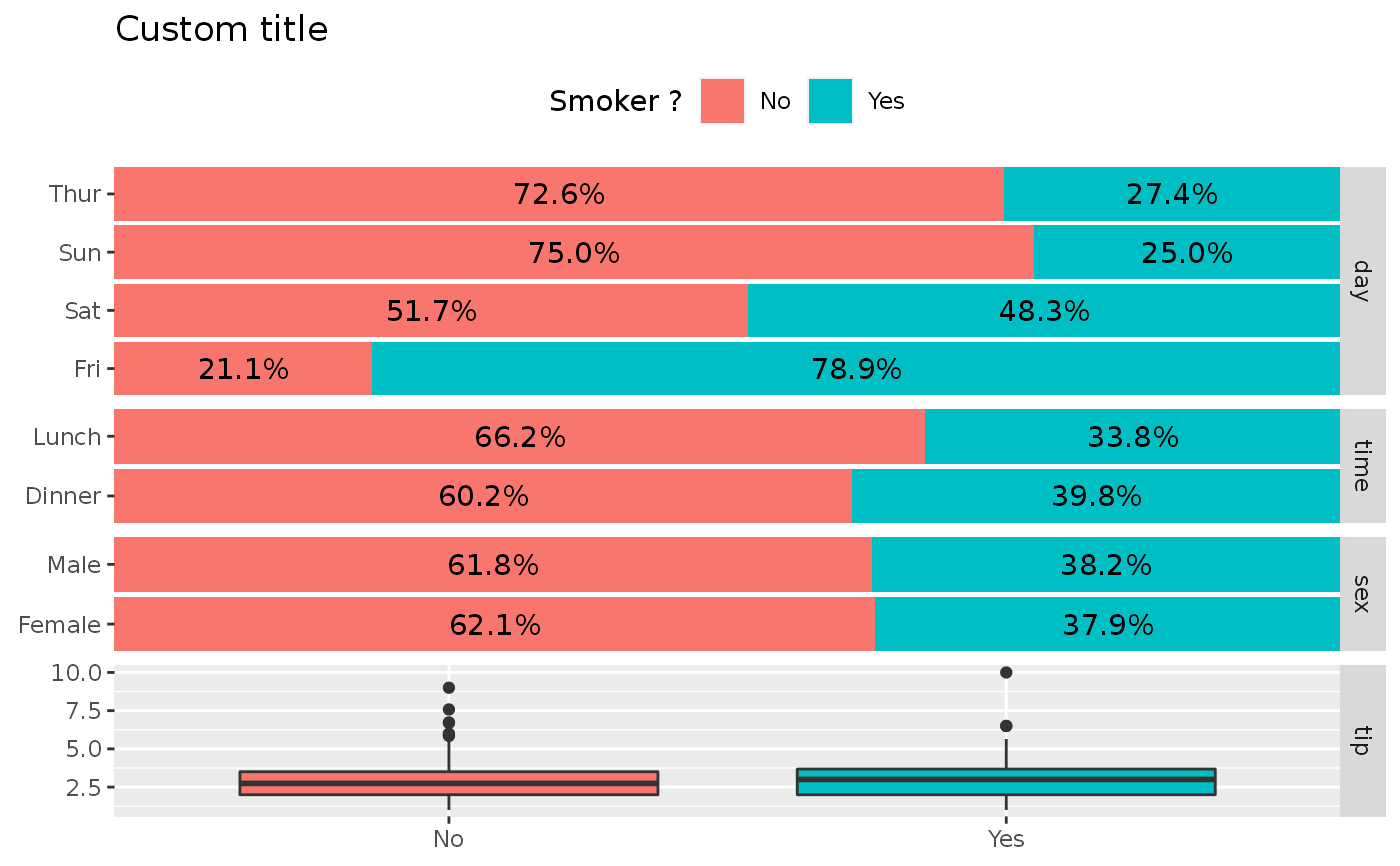 Custom title
Smoker ? No Yes
Thur 72.6% 27.4%
Sun 75.0% 25.0%
Sat 51.7% 48.3%
Fri 21.1% 78.9%
day
Lunch 66.2% 33.8%
Dinner 60.2% 39.8%
time
Male 61.8% 38.2%
Female 62.1% 37.9%
sex
10.0
7.5
5.0
2.5
tip
No Yes